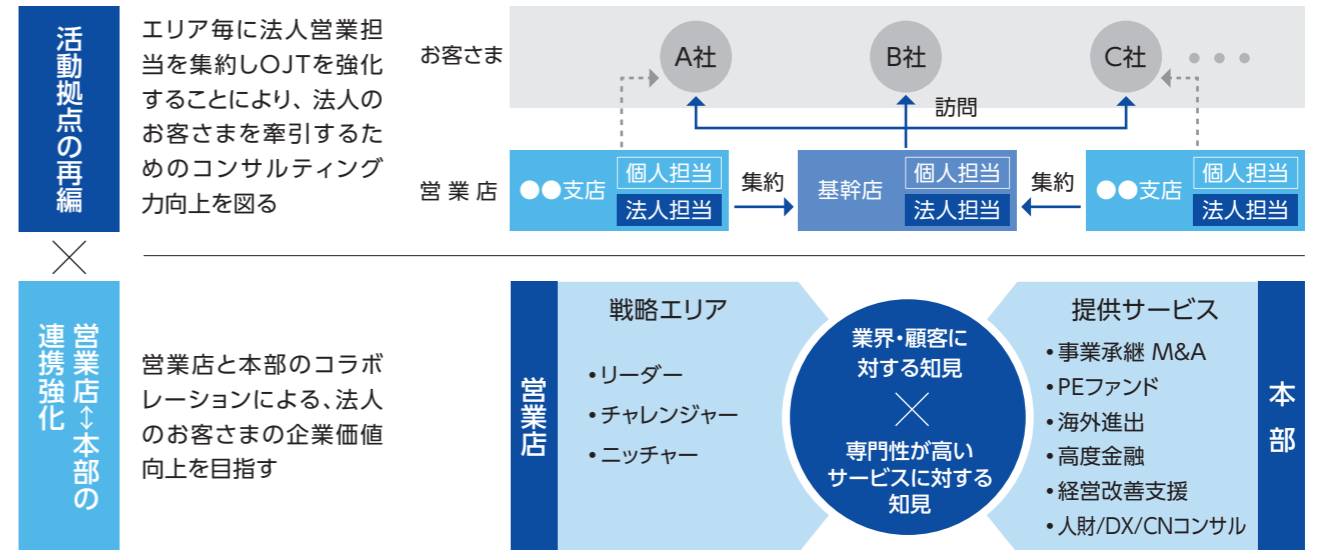 活動拠点の再編
エリア毎に法人営業担
当を集約しOJTを強化
することにより、法人の
お客さまを牽引するた
めのコンサルティング
力向上を図る
お客さま
A社
B社
C社
訪問
営業店
●●支店
個人担当
法人担当
集約
基幹店
個人担当
法人担当
集約
●●支店
個人担当
法人担当
営業店↕本部の
連携強化
営業店と本部のコラボ
レーションによる、法人
のお客さまの企業価値
向上を目指す
営業店
戦略エリア
•リーダー
•チャレンジャー
•ニッチャー
業界・顧客に
対する知見
専門性が高い
サービスに対する
知見
提供サービス
•事業承継 M&A
•PEファンド
•海外進出
•高度金融
•経営改善支援
•人財/DX/CNコンサル
本部